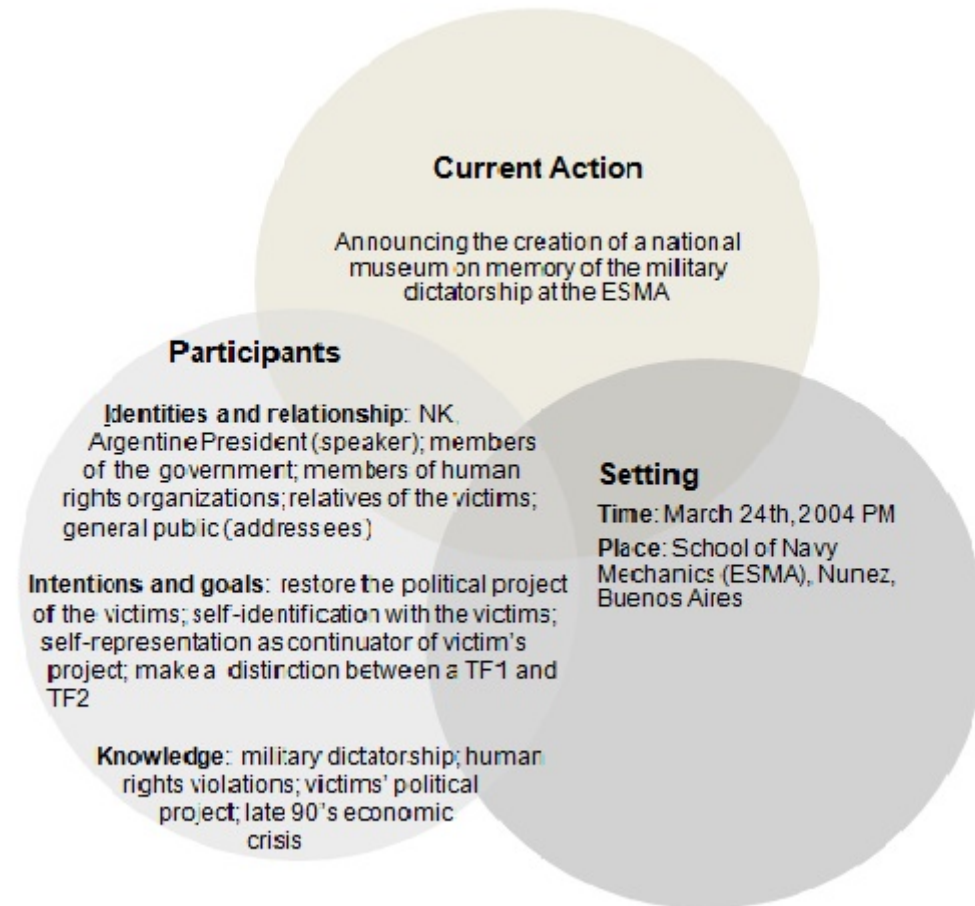 Current Action
Announcing the creation of a national
museum on memory of the military
dictatorship at the ESMA
Participants
Identities and relationship: NK,
Argentine President (speaker); members
of the government; members of human
rights organizations; relatives of the victims;
general public (addressees)
Intentions and goals: restore the political project
of the victims; self-identification with the victims;
self-representation as continuator of victim's
project; make a distinction between a TF1 and
TF2
Knowledge: military dictatorship; human
rights violations; victims' political
project; late 90's economic
crisis
Setting
Time: March 24th, 2004 PM
Place: School of Navy
Mechanics (ESMA), Nunez,
Buenos Aires